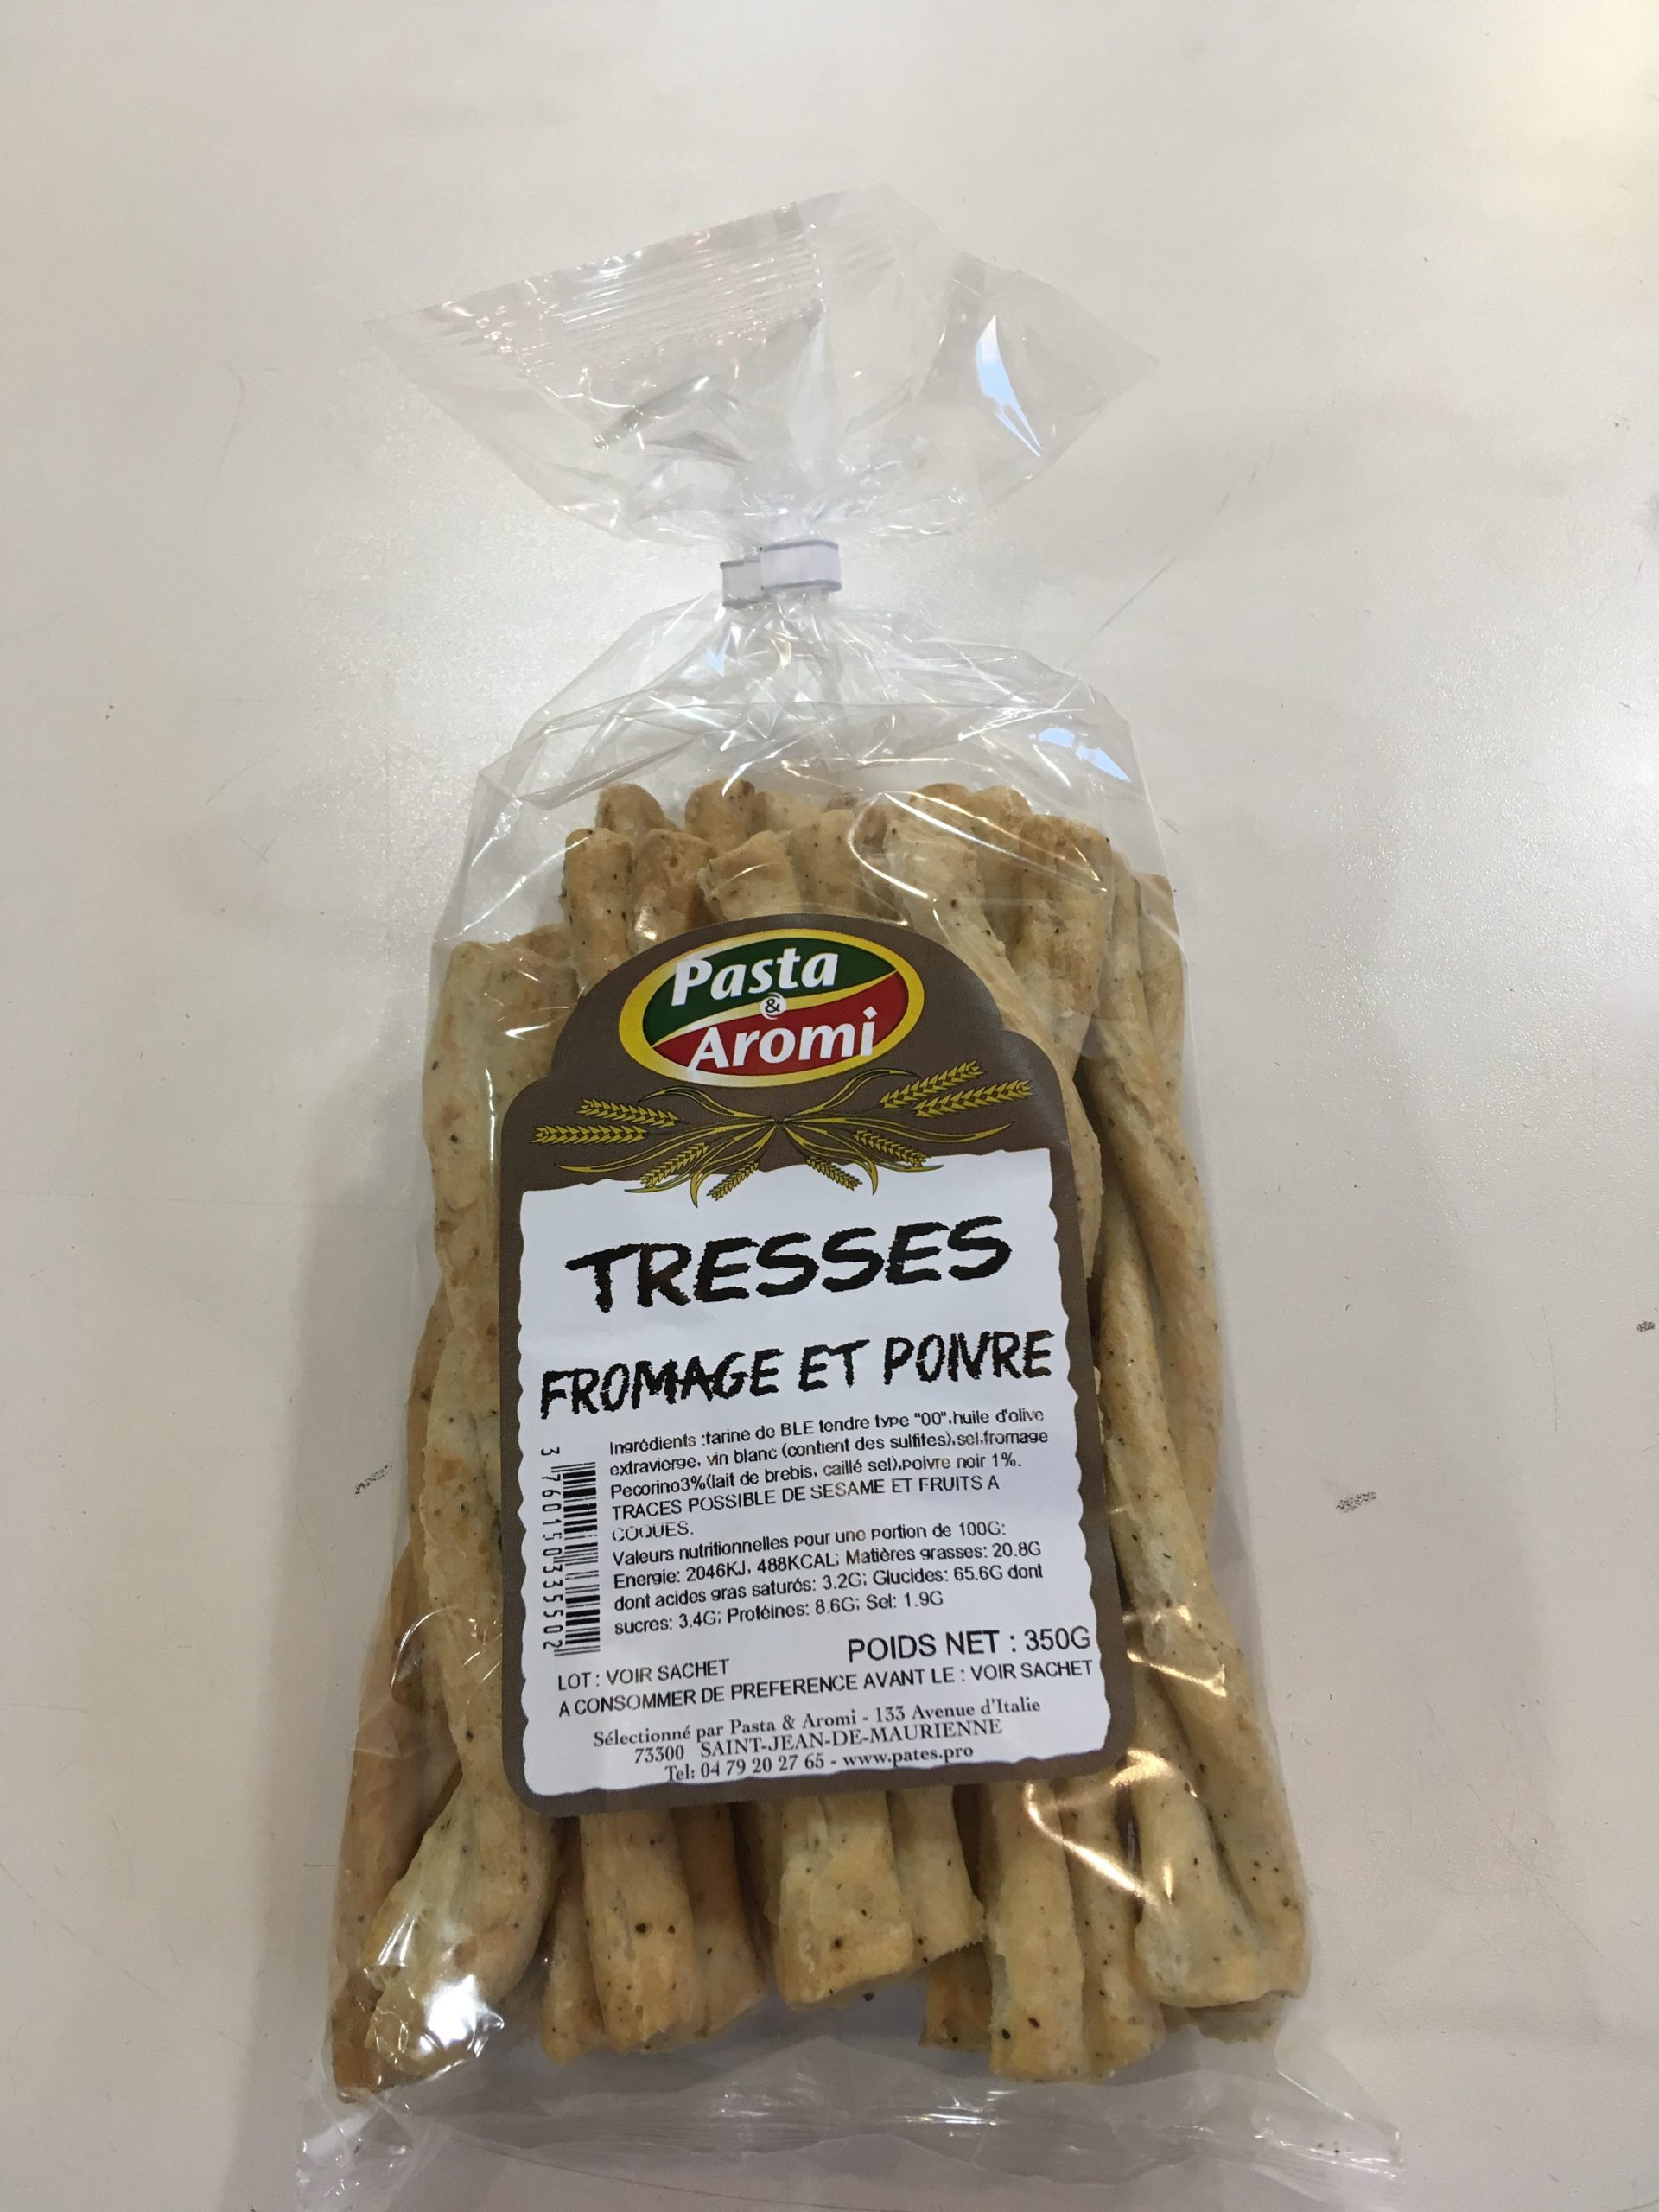 Pasta
&
Aromi
TRESSES
FROMAGE ET POIVRE
Ingrédients :farine de BLE tendre type "00",huile d'olive
extravierge, vin blanc (contient des sulfites),sel,fromage
Pecorino3%(lait de brebis, caillé sel),poivre noir 1%.
TRACES POSSIBLE DE SESAME ET FRUITS A
COQUES.
Valeurs nutritionnelles pour une portion de 100G:
Energie: 2046KJ, 488KCAL; Matières grasses: 20.8G
dont acides gras saturés: 3.2G; Glucides: 65.6G dont
sucres: 3.4G; Protéines: 8.6G; Sel: 1.9G
3 760150 335502
POIDS NET : 350G
LOT : VOIR SACHET
A CONSOMMER DE PREFERENCE AVANT LE : VOIR SACHET
Sélectionné par Pasta & Aromi - 133 Avenue d'Italie
73300 SAINT-JEAN-DE-MAURIENNE
Tel: 04 79 20 27 65 - www.pates.pro